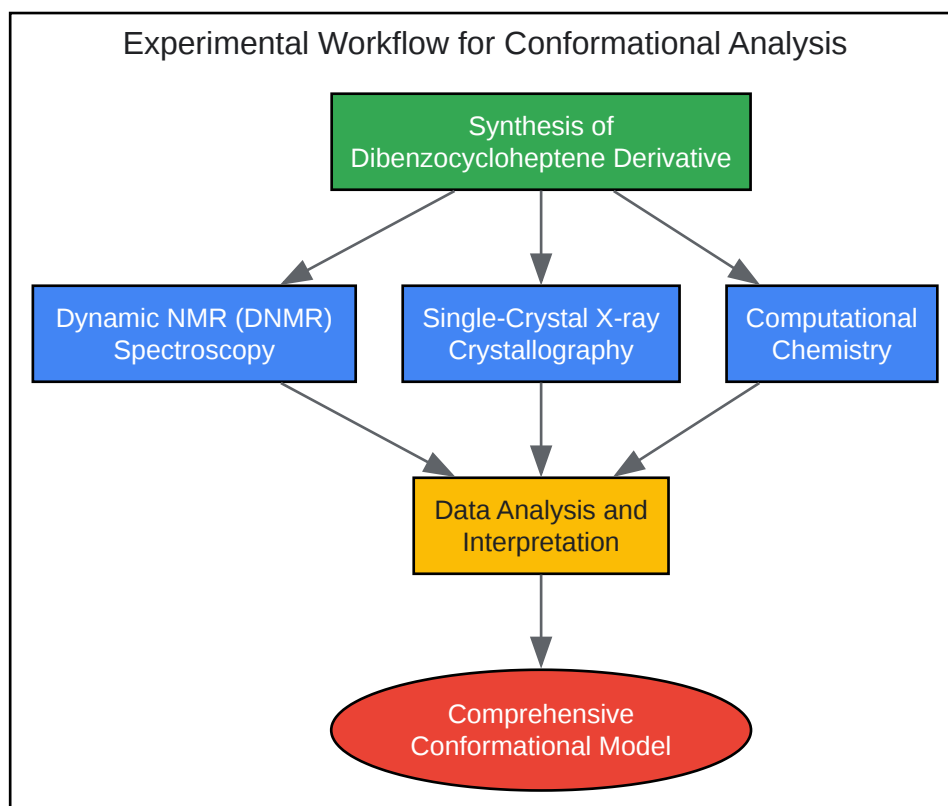 Experimental Workflow for Conformational Analysis
Synthesis of
Dibenzocycloheptene Derivative
Dynamic NMR (DNMR)
Spectroscopy
Single-Crystal X-ray
Crystallography
Computational
Chemistry
Data Analysis and
Interpretation
Comprehensive
Conformational Model